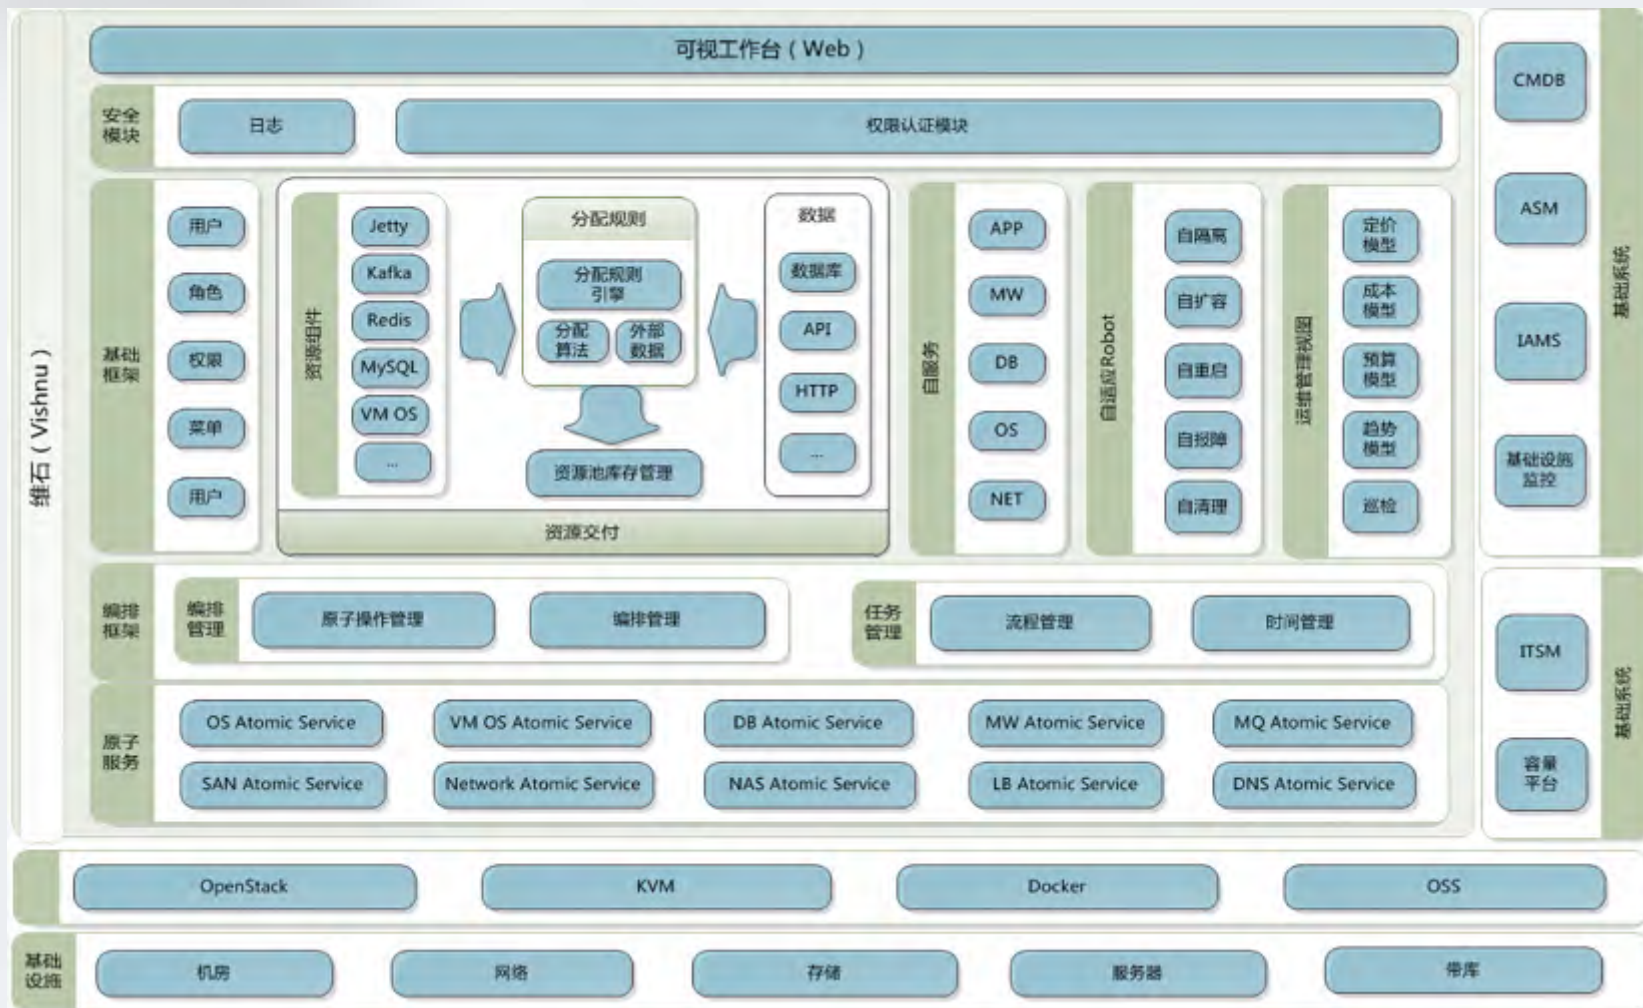 维石（Vishnu）
可视工作台（Web）
安全
模块
日志
权限认证模块
基础
框架
用户
角色
权限
菜单
用户
资源组件
Jetty
Kafka
Redis
MySQL
VM OS
...
分配规则
分配规则
引擎
分配
算法
外部
数据
资源池库存管理
数据
数据库
API
HTTP
...
资源交付
自服务
APP
MW
DB
OS
NET
自适应Robot
自隔离
自扩容
自重启
自报障
自清理
运维管理视图
定价
模型
成本
模型
预算
模型
趋势
模型
巡检
编排
框架
编排
管理
原子操作管理
编排管理
任务
管理
流程管理
时间管理
原子
服务
OS Atomic Service
VM OS Atomic Service
DB Atomic Service
MW Atomic Service
MQ Atomic Service
SAN Atomic Service
Network Atomic Service
NAS Atomic Service
LB Atomic Service
DNS Atomic Service
CMDB
ASM
IAMS
基础设施
监控
基础系统
ITSM
容量
平台
基础系统
OpenStack
KVM
Docker
OSS
基础
设施
机房
网络
存储
服务器
带库